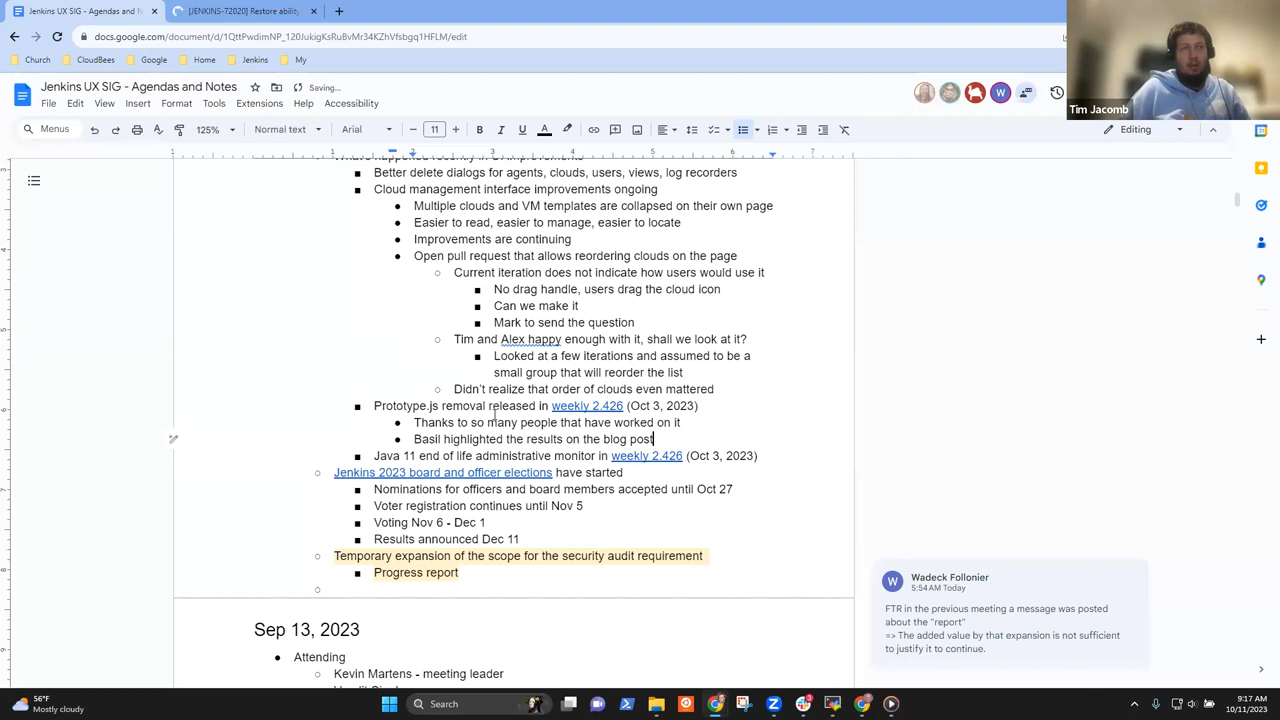 Jenkins UX SIG - Agendas and Notes
[JENKINS-72020] Restore ability
docs.google.com/document/d/1QttPwdimNP_120JukigKsRuBvMr34KZhVfsbgq1HFLM/edit
Church
CloudBees
Google
Home
Jenkins
My
Jenkins UX SIG - Agendas and Notes
Saving...
File Edit View Insert Format Tools Extensions Help Accessibility
W
Tim Jacomb
Menus
125%
Normal text
Arial
11
Editing
Better delete dialogs for agents, clouds, users, views, log recorders
Cloud management interface improvements ongoing
Multiple clouds and VM templates are collapsed on their own page
Easier to read, easier to manage, easier to locate
Improvements are continuing
Open pull request that allows reordering clouds on the page
Current iteration does not indicate how users would use it
No drag handle, users drag the cloud icon
Can we make it
Mark to send the question
Tim and Alex happy enough with it, shall we look at it?
Looked at a few iterations and assumed to be a
small group that will reorder the list
Didn't realize that order of clouds even mattered
Prototype.js removal released in weekly 2.426 (Oct 3, 2023)
Thanks to so many people that have worked on it
Basil highlighted the results on the blog post
Java 11 end of life administrative monitor in weekly 2.426 (Oct 3, 2023)
Jenkins 2023 board and officer elections have started
Nominations for officers and board members accepted until Oct 27
Voter registration continues until Nov 5
Voting Nov 6 - Dec 1
Results announced Dec 11
Temporary expansion of the scope for the security audit requirement
Progress report
Sep 13, 2023
Attending
Kevin Martens - meeting leader
W
Wadeck Follonier
5:54 AM Today
FTR in the previous meeting a message was posted
about the "report"
=> The added value by that expansion is not sufficient
to justify it to continue.
56°F
Mostly cloudy
Search
9:17 AM
10/11/2023